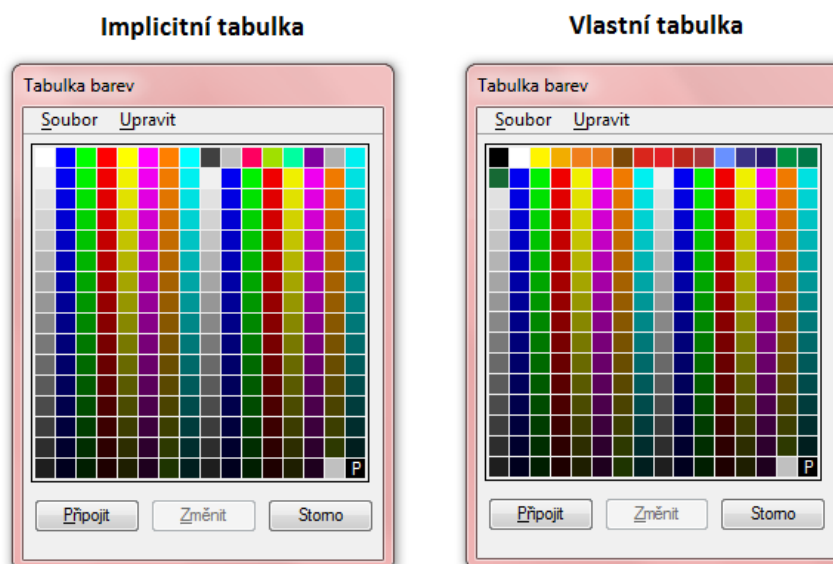 Implicitní tabulka
Vlastní tabulka
Tabulka barev
Soubor Upravit
P
Připojit Změnit Storno
Tabulka barev
Soubor Upravit
P
Připojit Změnit Storno